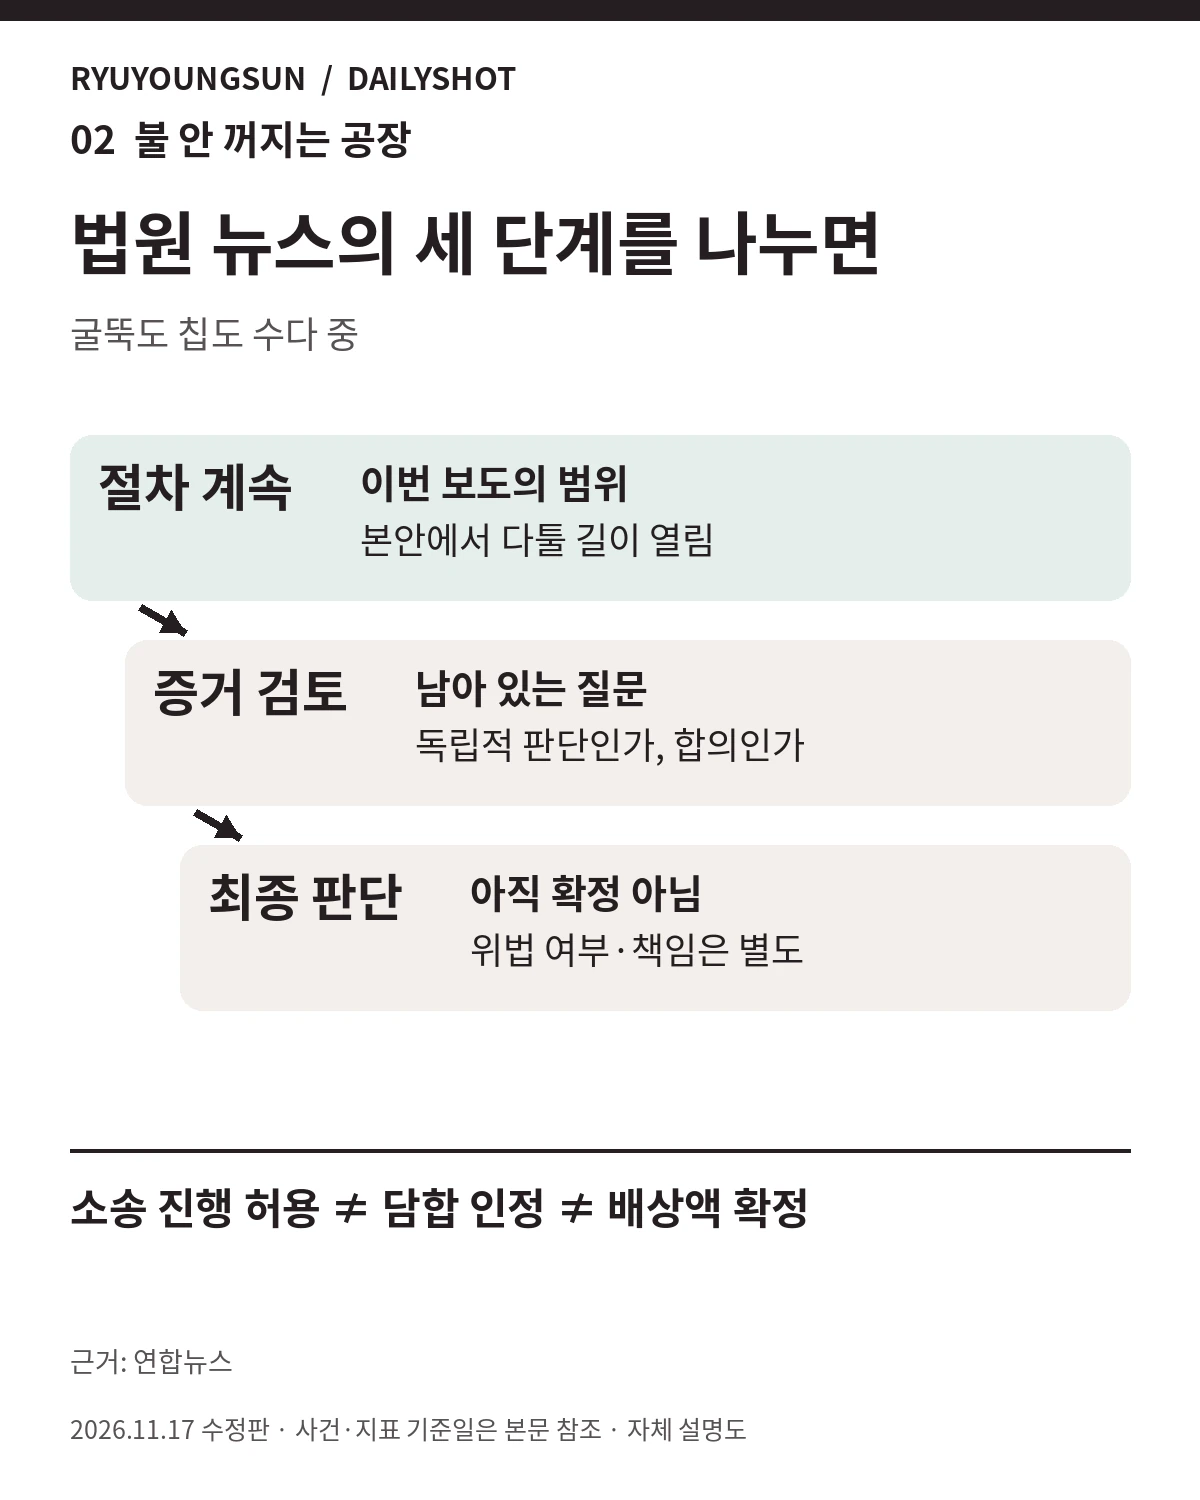 RYUYOUNGSUN / DAILYSHOT
02 불 안 꺼지는 공장
법원 뉴스의 세 단계를 나누면
굴뚝도 칩도 수다 중
절차 계속
이번 보도의 범위
본안에서 다툴 길이 열림
증거 검토
남아 있는 질문
독립적 판단인가, 합의인가
최종 판단
아직 확정 아님
위법 여부·책임은 별도
소송 진행 허용 ≠ 담합 인정 ≠ 배상액 확정
근거: 연합뉴스
2026.11.17 수정판 · 사건·지표 기준일은 본문 참조 · 자체 설명도